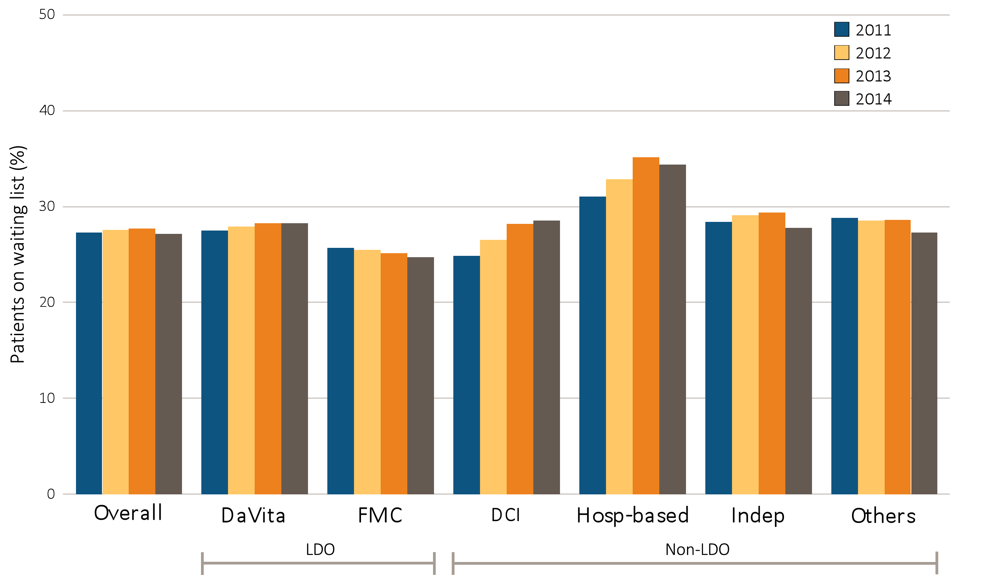 50
40
30
20
10
0
Patients on waiting list (%)
2011
2012
2013
2014
Overall
DaVita
FMC
DCI
Hosp-based
Indep
Others
LDO
Non-LDO